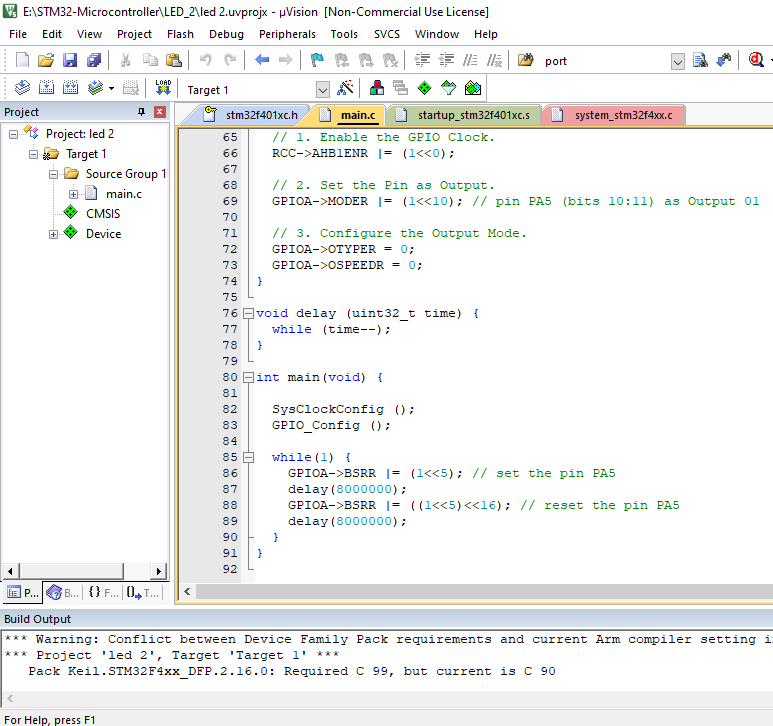 E:\STM32-Microcontroller\LED_2\led 2.uvprojx - µVision [Non-Commercial Use License]
File Edit View Project Flash Debug Peripherals Tools SVCS Window Help
port
LOAD Target 1
Project
stm32f401xc.h main.c startup_stm32f401xc.s system_stm32f4xx.c
Project: led 2
Target 1
Source Group 1
main.c
CMSIS
Device
65 // 1. Enable the GPIO Clock.
66 RCC->AHB1ENR |= (1<<0);
67
68 // 2. Set the Pin as Output.
69 GPIOA->MODER |= (1<<10); // pin PA5 (bits 10:11) as Output 01
70
71 // 3. Configure the Output Mode.
72 GPIOA->OTYPER = 0;
73 GPIOA->OSPEEDR = 0;
74 }
75
76 void delay (uint32_t time) {
77 while (time--);
78 }
79
80 int main(void) {
81
82 SysClockConfig ();
83 GPIO_Config ();
84
85 while(1) {
86 GPIOA->BSRR |= (1<<5); // set the pin PA5
87 delay(8000000);
88 GPIOA->BSRR |= ((1<<5)<<16); // reset the pin PA5
89 delay(8000000);
90 }
91 }
92
P... B... {} F... 0 T...
Build Output
*** Warning: Conflict between Device Family Pack requirements and current Arm compiler setting i
*** Project 'led 2', Target 'Target 1' ***
Pack Keil.STM32F4xx_DFP.2.16.0: Required C 99, but current is C 90
For Help, press F1